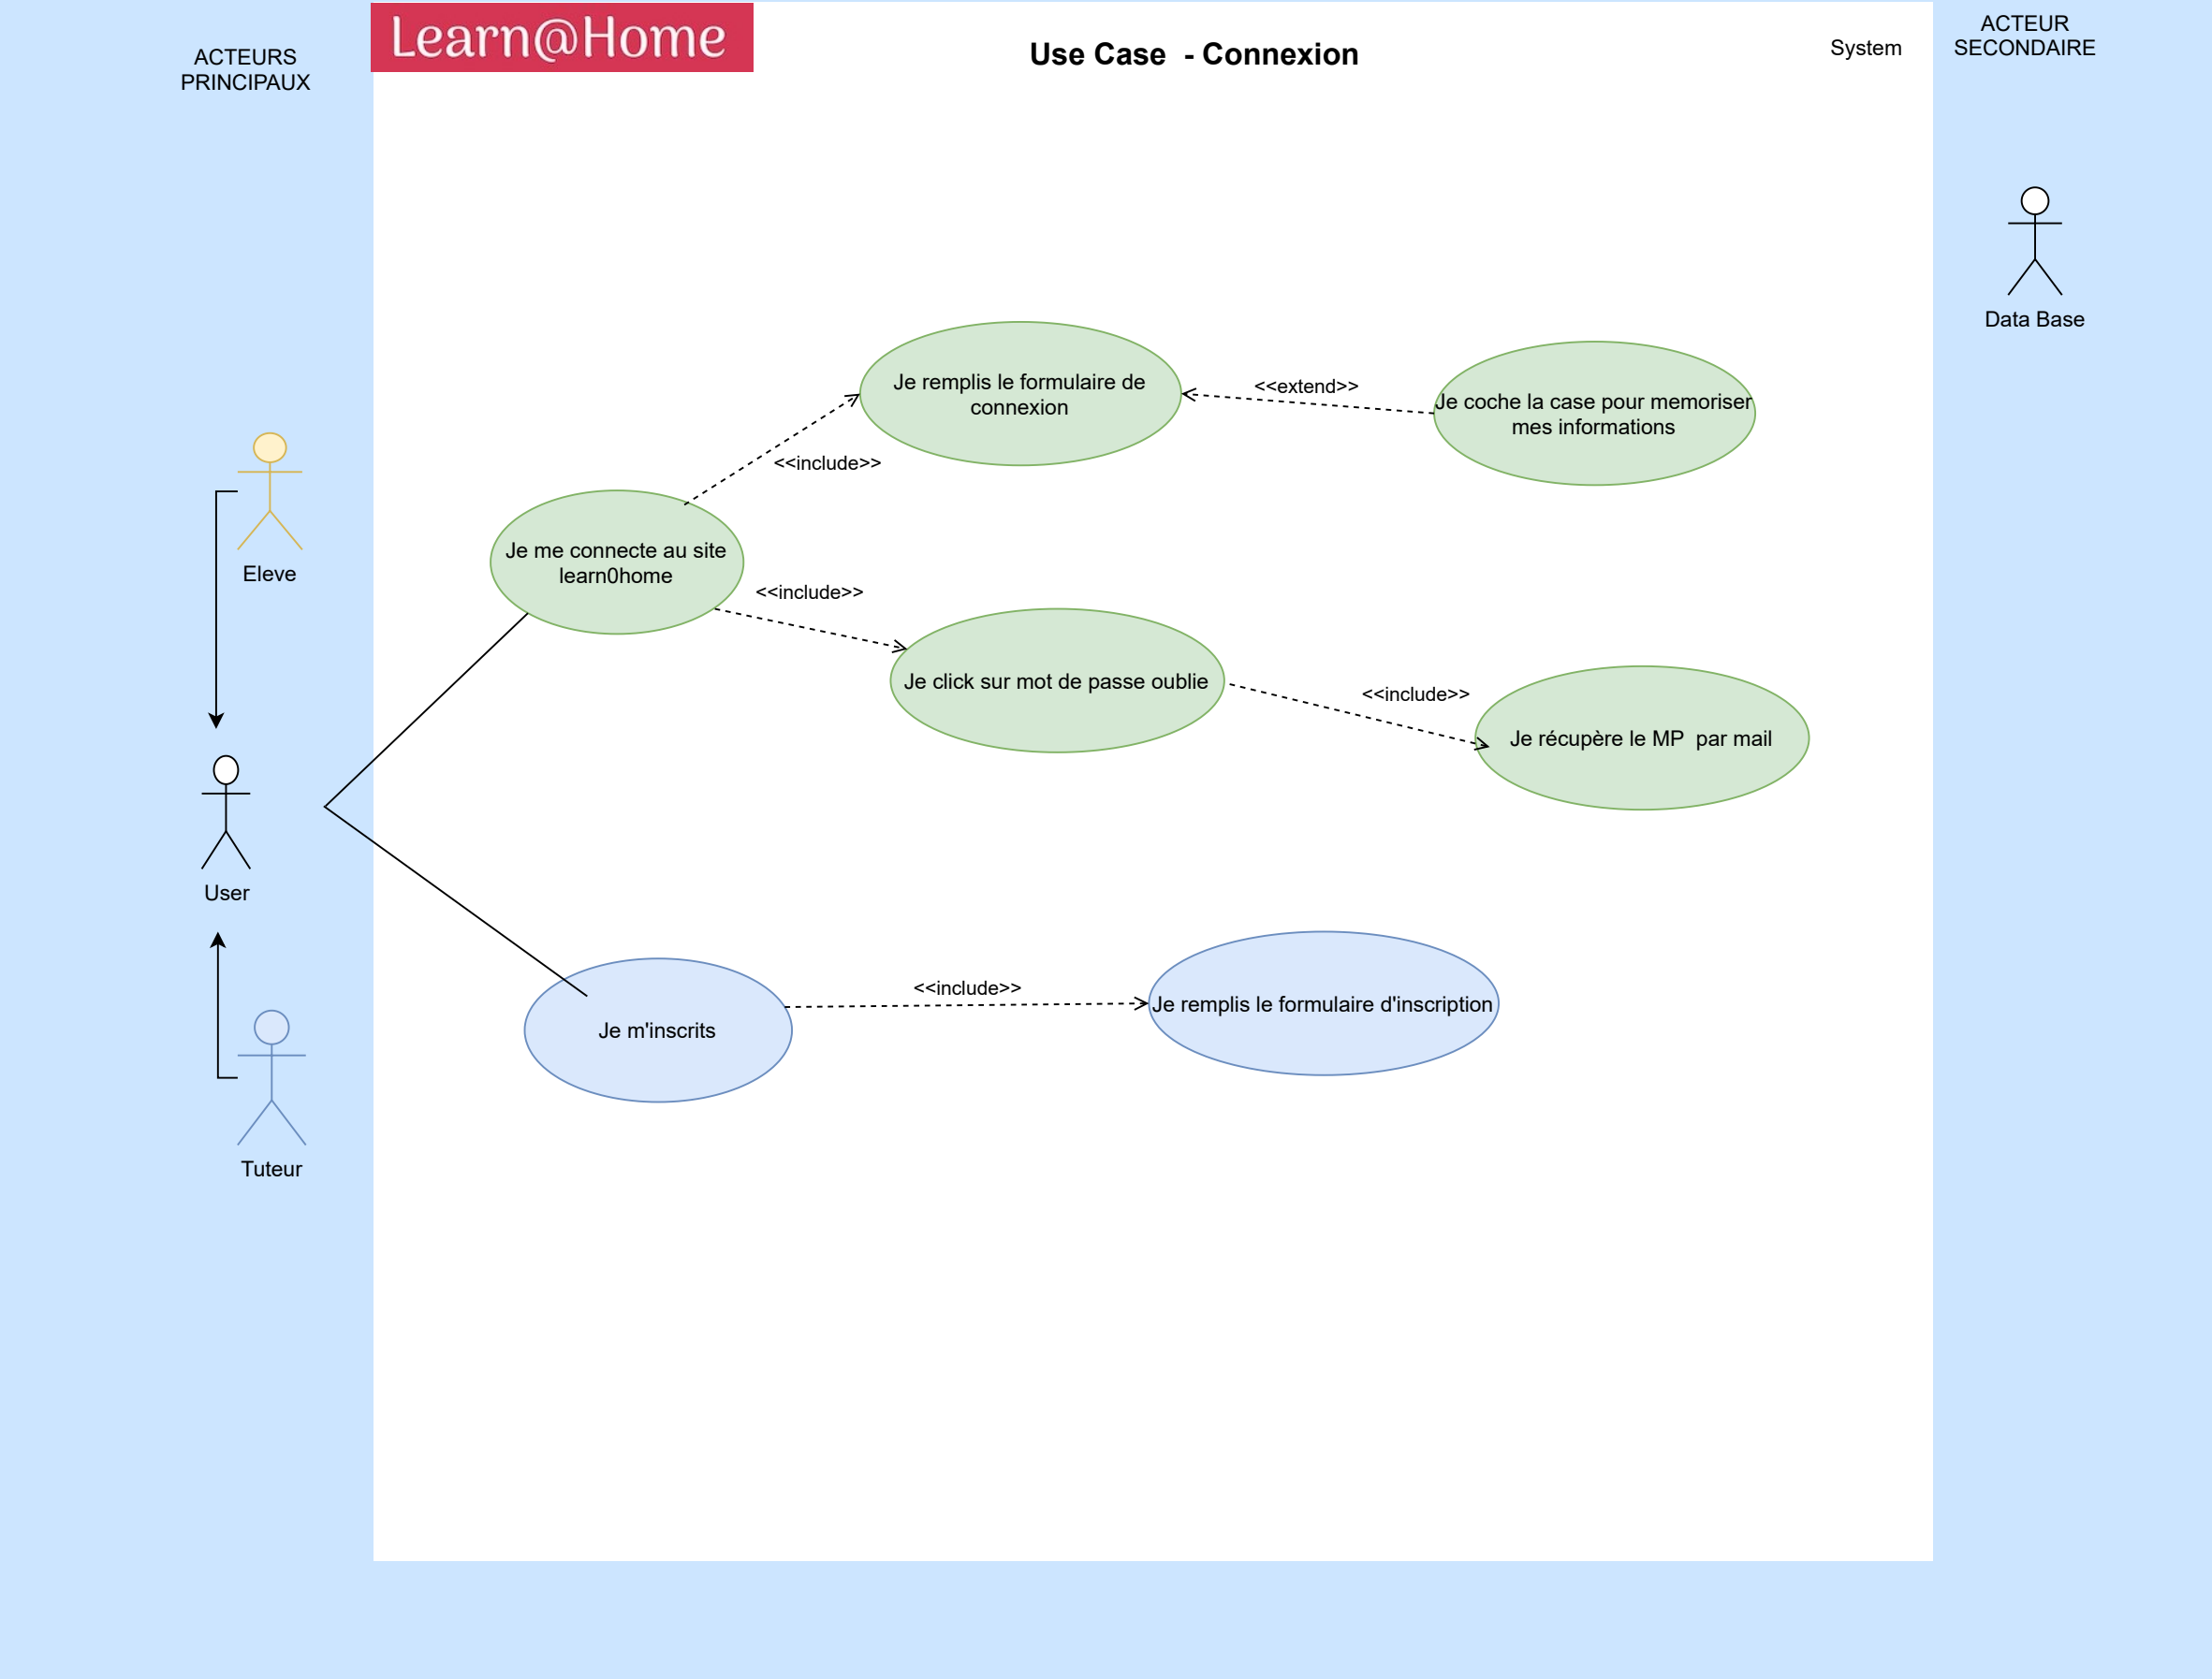 ACTEURS
PRINCIPAUX
Learn@Home
Use Case  - Connexion
System
ACTEUR
SECONDAIRE
Data Base
Je remplis le formulaire de
connexion
<<extend>>
Je coche la case pour memoriser
mes informations
<<include>>
Eleve
Je me connecte au site
learn0home
<<include>>
Je click sur mot de passe oublie
<<include>>
Je récupère le MP  par mail
User
Je m'inscrits
<<include>>
Je remplis le formulaire d'inscription
Tuteur